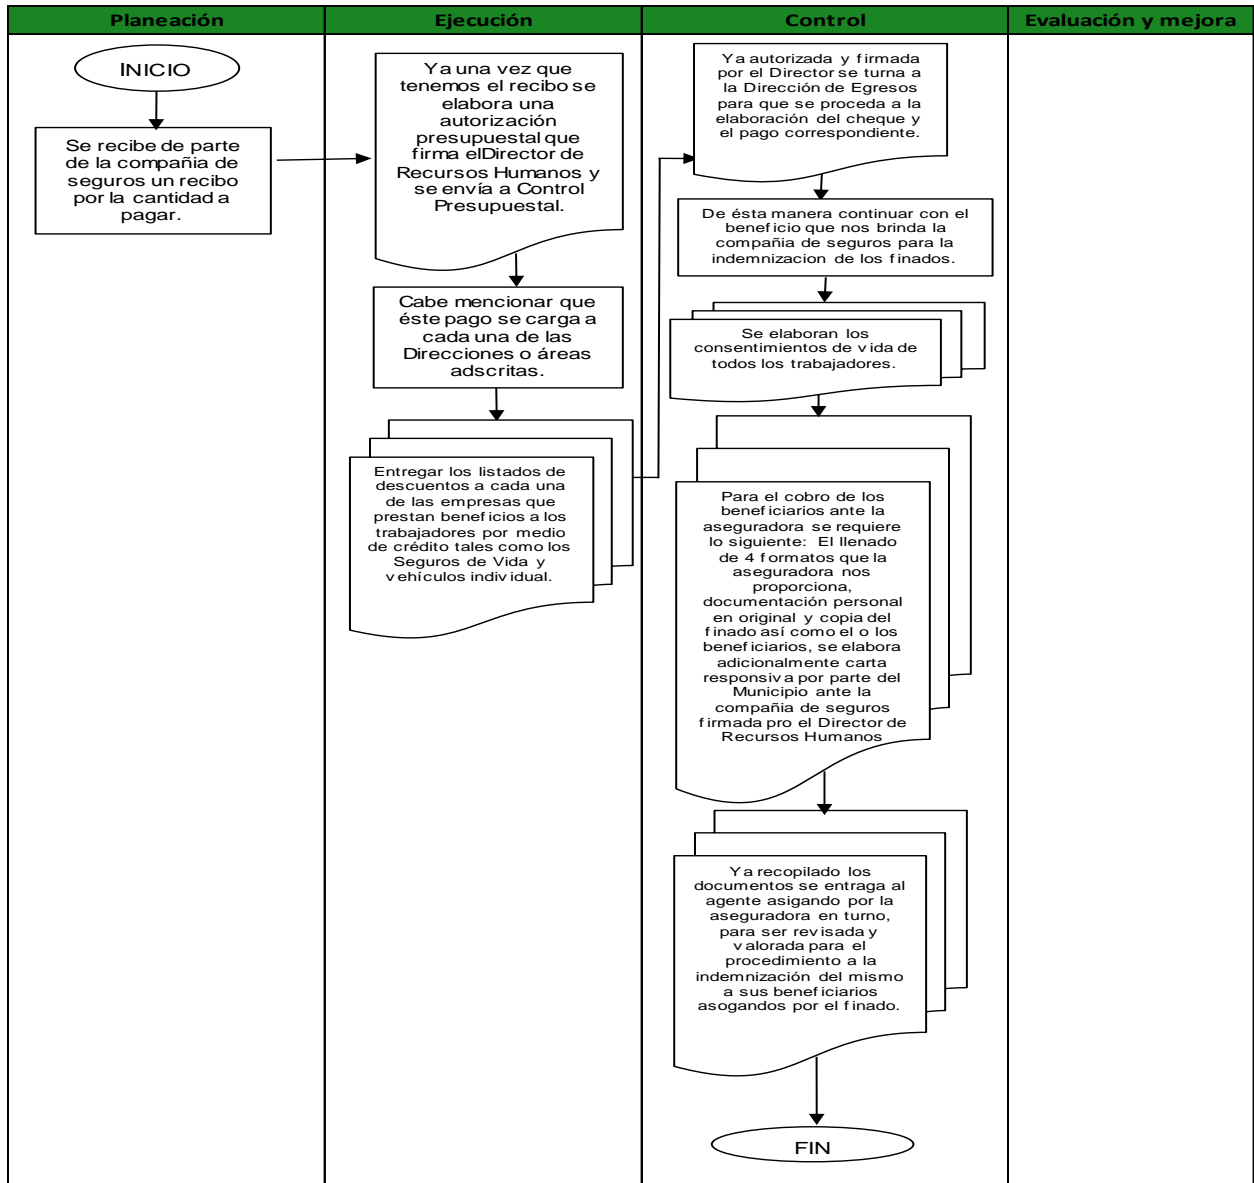 Planeación
Ejecución
Control
Evaluación y mejora
INICIO
Se recibe de parte
de la compañia de
seguros un recibo
por la cantidad a
pagar.
Ya una vez que
tenemos el recibo se
elabora una
autorización
presupuestal que
firma elDirector de
Recursos Humanos y
se envía a Control
Presupuestal.
Cabe mencionar que
éste pago se carga a
cada una de las
Direcciones o áreas
adscritas.
Entregar los listados de
descuentos a cada una
de las empresas que
prestan beneficios a los
trabajadores por medio
de crédito tales como los
Seguros de Vida y
vehículos individual.
Ya autorizada y firmada
por el Director se turna a
la Dirección de Egresos
para que se proceda a la
elaboración del cheque y
el pago correspondiente.
De ésta manera continuar con el
beneficio que nos brinda la
compañia de seguros para la
indemnizacion de los finados.
Se elaboran los
consentimientos de vida de
todos los trabajadores.
Para el cobro de los
beneficiarios ante la
aseguradora se requiere
lo siguiente: El llenado
de 4 formatos que la
aseguradora nos
proporciona,
documentación personal
en original y copia del
finado así como el o los
beneficiarios, se elabora
adicionalmente carta
responsiva por parte del
Municipio ante la
compañia de seguros
firmada pro el Director de
Recursos Humanos
Ya recopilado los
documentos se entraga al
agente asigando por la
aseguradora en turno,
para ser revisada y
valorada para el
procedimiento a la
indemnización del mismo
a sus beneficiarios
asogandos por el finado.
FIN